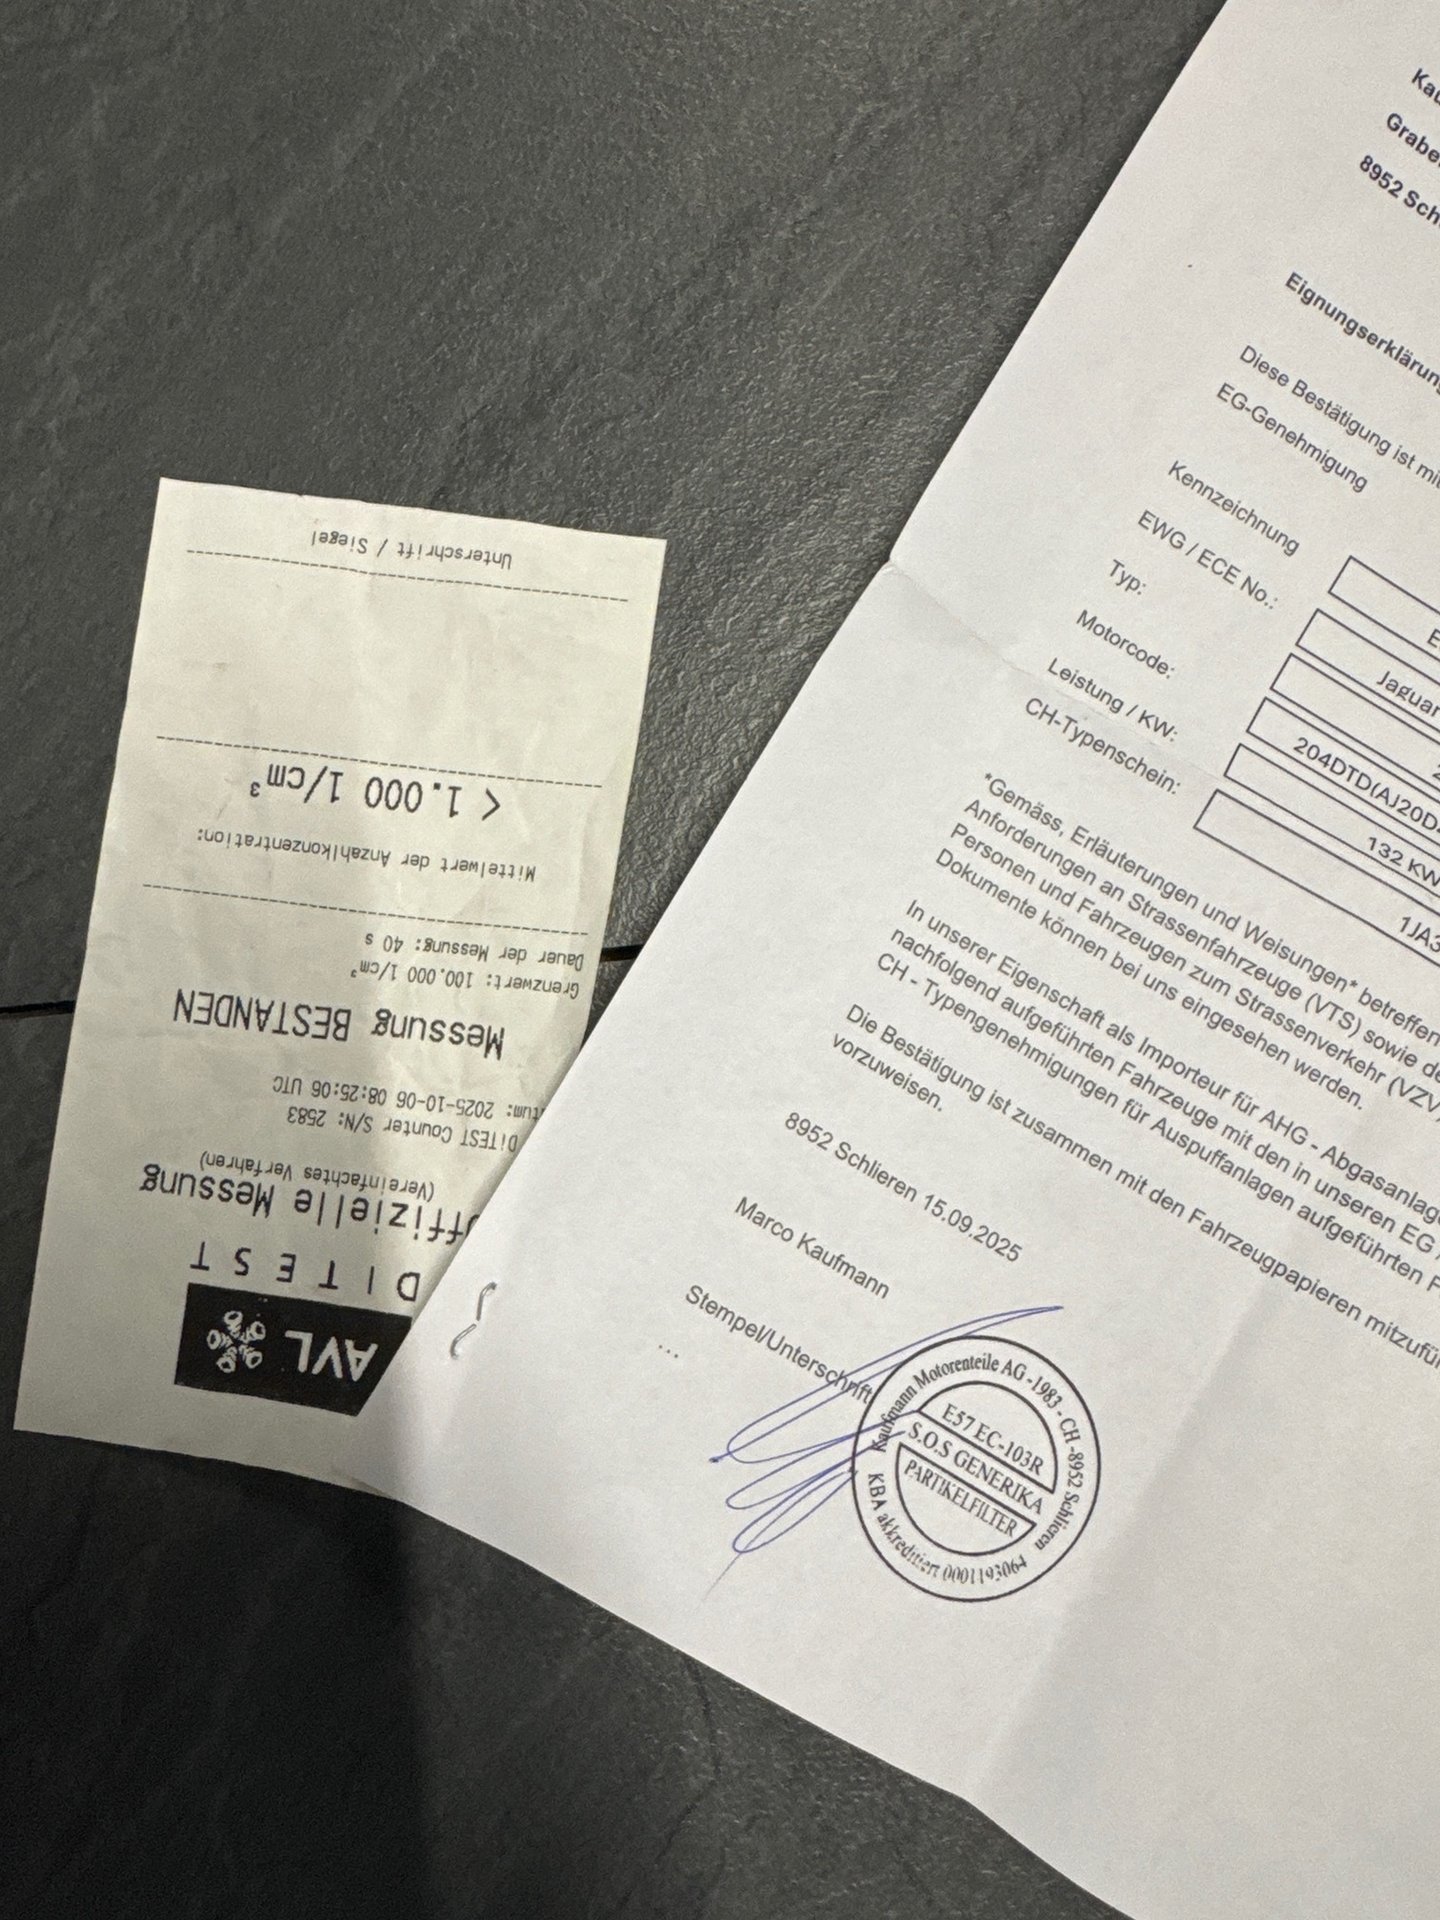 AVL
DITEST
offizielle Messung
(Vereinfachtes Verfahren)
DiTEST Counter S/N: 2583
2025-10-06 08:25:06 UTC
Messung BESTANDEN
Grenzwert: 100.000 1/cm³
Dauer der Messung: 40 s
Mittelwert der Anzahlkonzentration:
< 1.000 1/cm³
Unterschrift / Siegel
8952
Eignungserklärung
Diese Bestätigung ist mit
EG-Genehmigung
Kennzeichnung
EWG / ECE No.:
Typ: Jaguar
Motorcode:
Leistung / KW: 204DTD(AJ20D4
CH-Typenschein: 132 KW
1JA3
*Gemäss, Erläuterungen und Weisungen* betreffen
Anforderungen an Strassenfahrzeuge (VTS) sowie
Personen und Fahrzeugen zum Strassenverkehr (VZV)
Dokumente können bei uns eingesehen werden.
In unserer Eigenschaft als Importeur für AHG - Abgasanlage
nachfolgend aufgeführten Fahrzeuge mit den in unseren EG
CH - Typengenehmigungen für Auspuffanlagen aufgeführten
Die Bestätigung ist zusammen mit den Fahrzeugpapieren mitzufü
vorzuweisen.
8952 Schlieren 15.09.2025
Marco Kaufmann
Stempel/Unterschrift
...
Kaufmann Motorenteile AG - 1983 - CH - 8952 Schlieren
E57 EC-103R
S.O.S GENERIKA
PARTIKELFILTER
KBA akkreditiert 0001193064